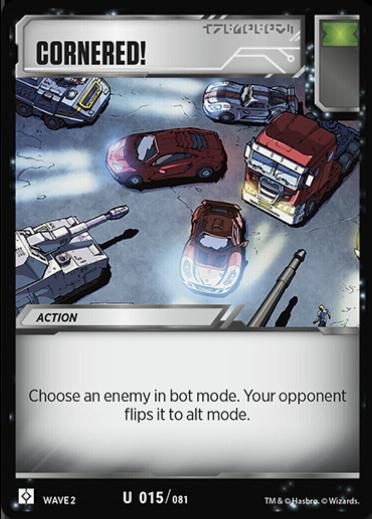 CORNERED!
ACTION
Choose an enemy in bot mode. Your opponent
flips it to alt mode.
WAVE 2
U 015/081
TM & © Hasbro. © Wizards.